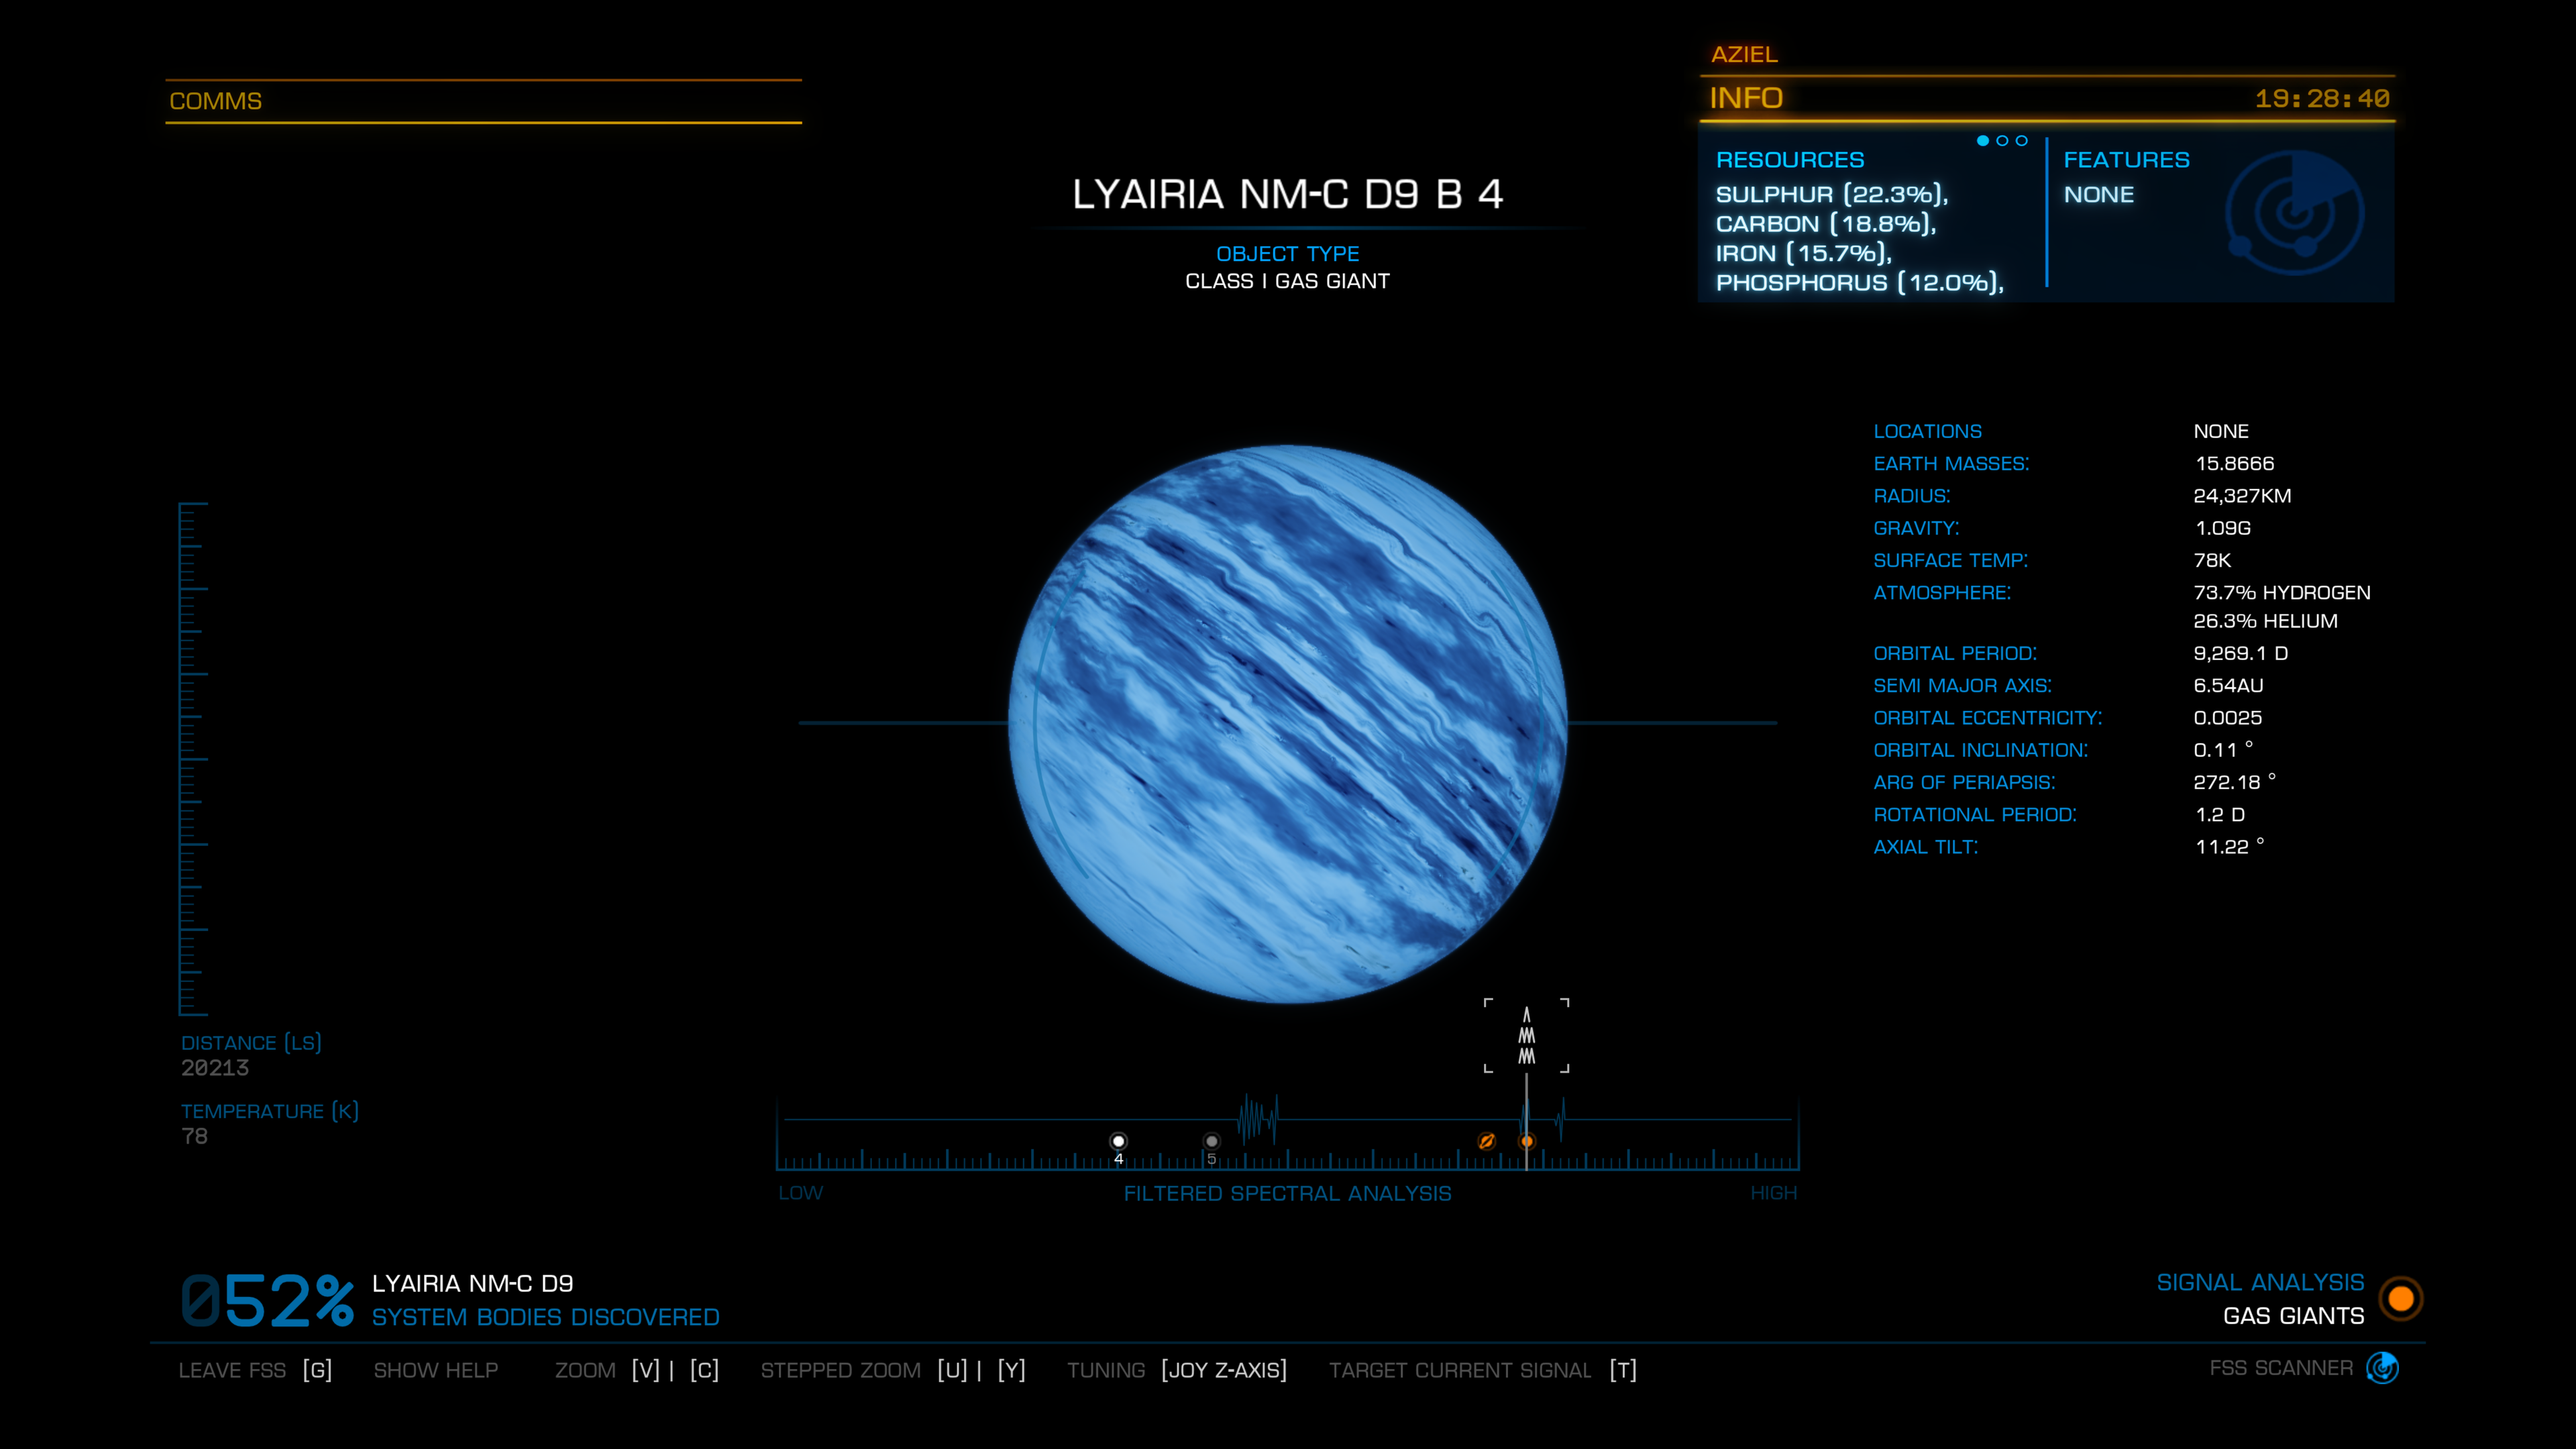 AZIEL
COMMS
INFO 19:28:40
RESOURCES
SULPHUR (22.3%),
CARBON (18.8%),
IRON (15.7%),
PHOSPHORUS (12.0%),
FEATURES
NONE
LYAIRIA NM-C D9 B 4
OBJECT TYPE
CLASS I GAS GIANT
LOCATIONS NONE
EARTH MASSES: 15.8666
RADIUS: 24,327KM
GRAVITY: 1.09G
SURFACE TEMP: 78K
ATMOSPHERE: 73.7% HYDROGEN
26.3% HELIUM
ORBITAL PERIOD: 9,269.1 D
SEMI MAJOR AXIS: 6.54AU
ORBITAL ECCENTRICITY: 0.0025
ORBITAL INCLINATION: 0.11 °
ARG OF PERIAPSIS: 272.18 °
ROTATIONAL PERIOD: 1.2 D
AXIAL TILT: 11.22 °
DISTANCE (LS)
20213
TEMPERATURE (K)
78
4 5
LOW FILTERED SPECTRAL ANALYSIS HIGH
052% LYAIRIA NM-C D9
SYSTEM BODIES DISCOVERED
SIGNAL ANALYSIS
GAS GIANTS
LEAVE FSS [G] SHOW HELP ZOOM [V] | [C] STEPPED ZOOM [U] | [Y] TUNING [JOY Z-AXIS] TARGET CURRENT SIGNAL [T] FSS SCANNER